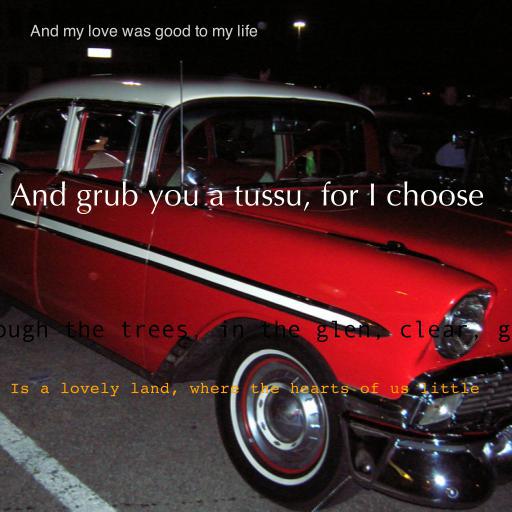 And my love was good to my life
And grub you a tussu, for I choose
ough the trees, in the glen, clear, g
Is a lovely land, where the hearts of us little